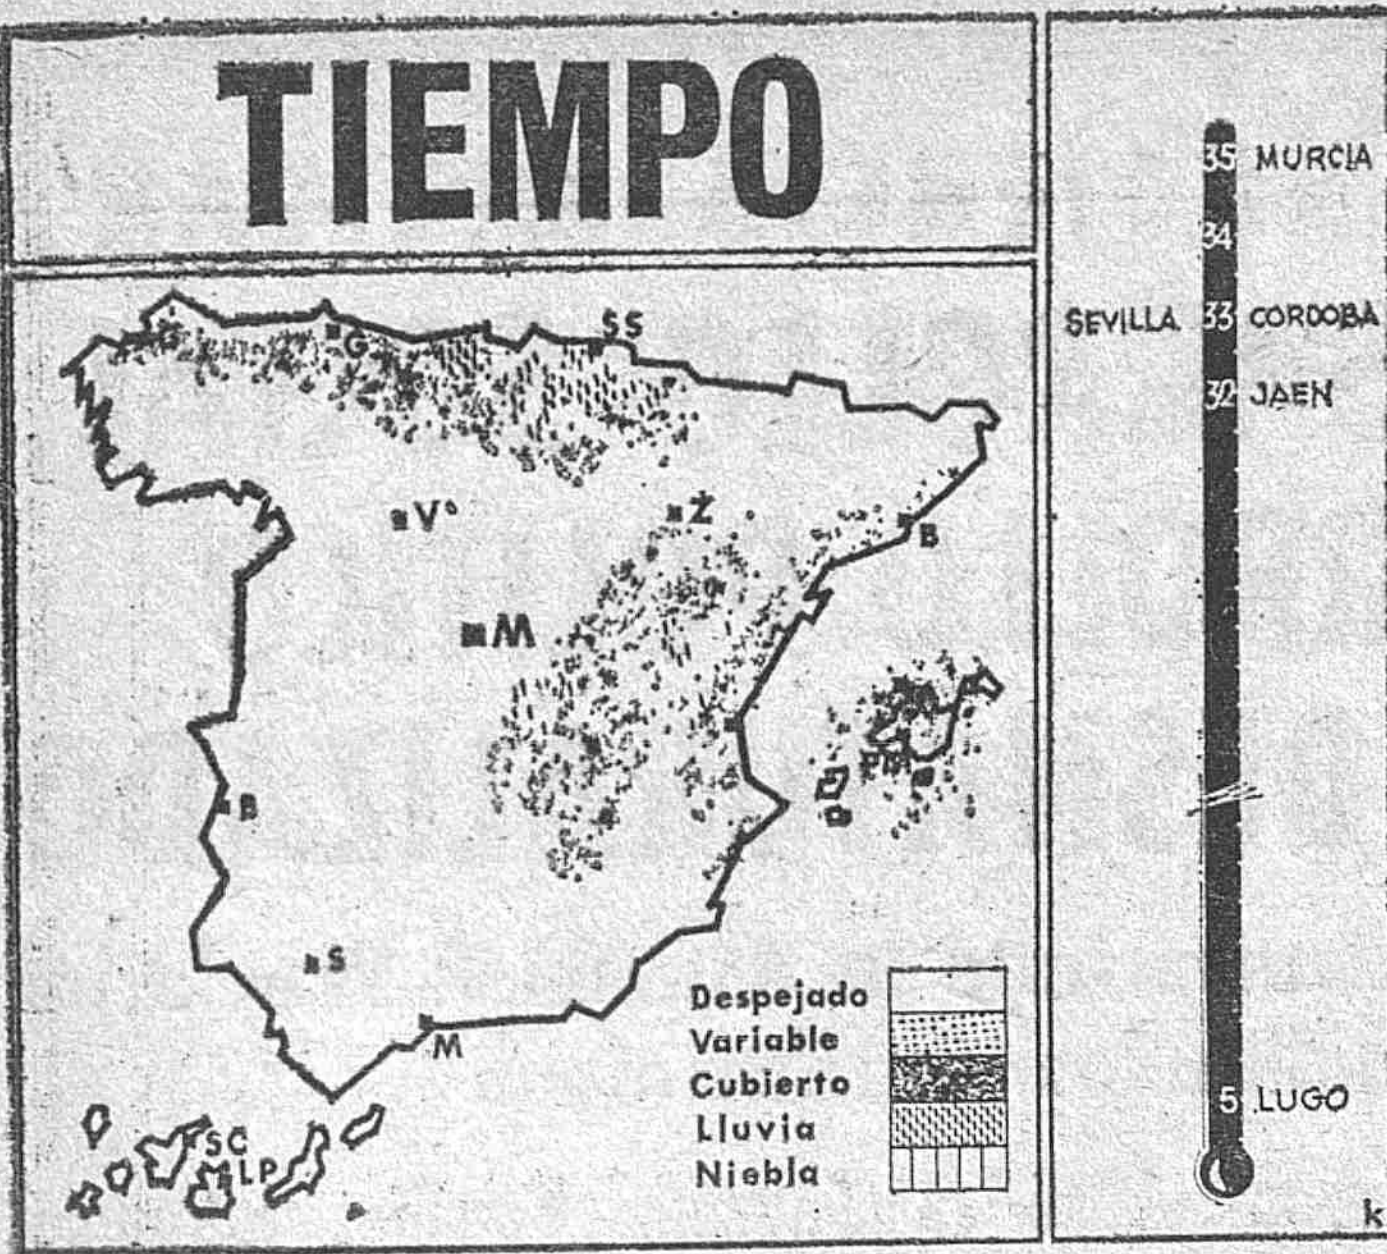 TIEMPO
SS
G
V
Z
B
M
PM
B
S
M
SC
LP
Despejado
Variable
Cubierto
Lluvia
Niebla
35 MURCIA
34
SEVILLA 33 CORDOBA
32 JAEN
5 LUGO
k